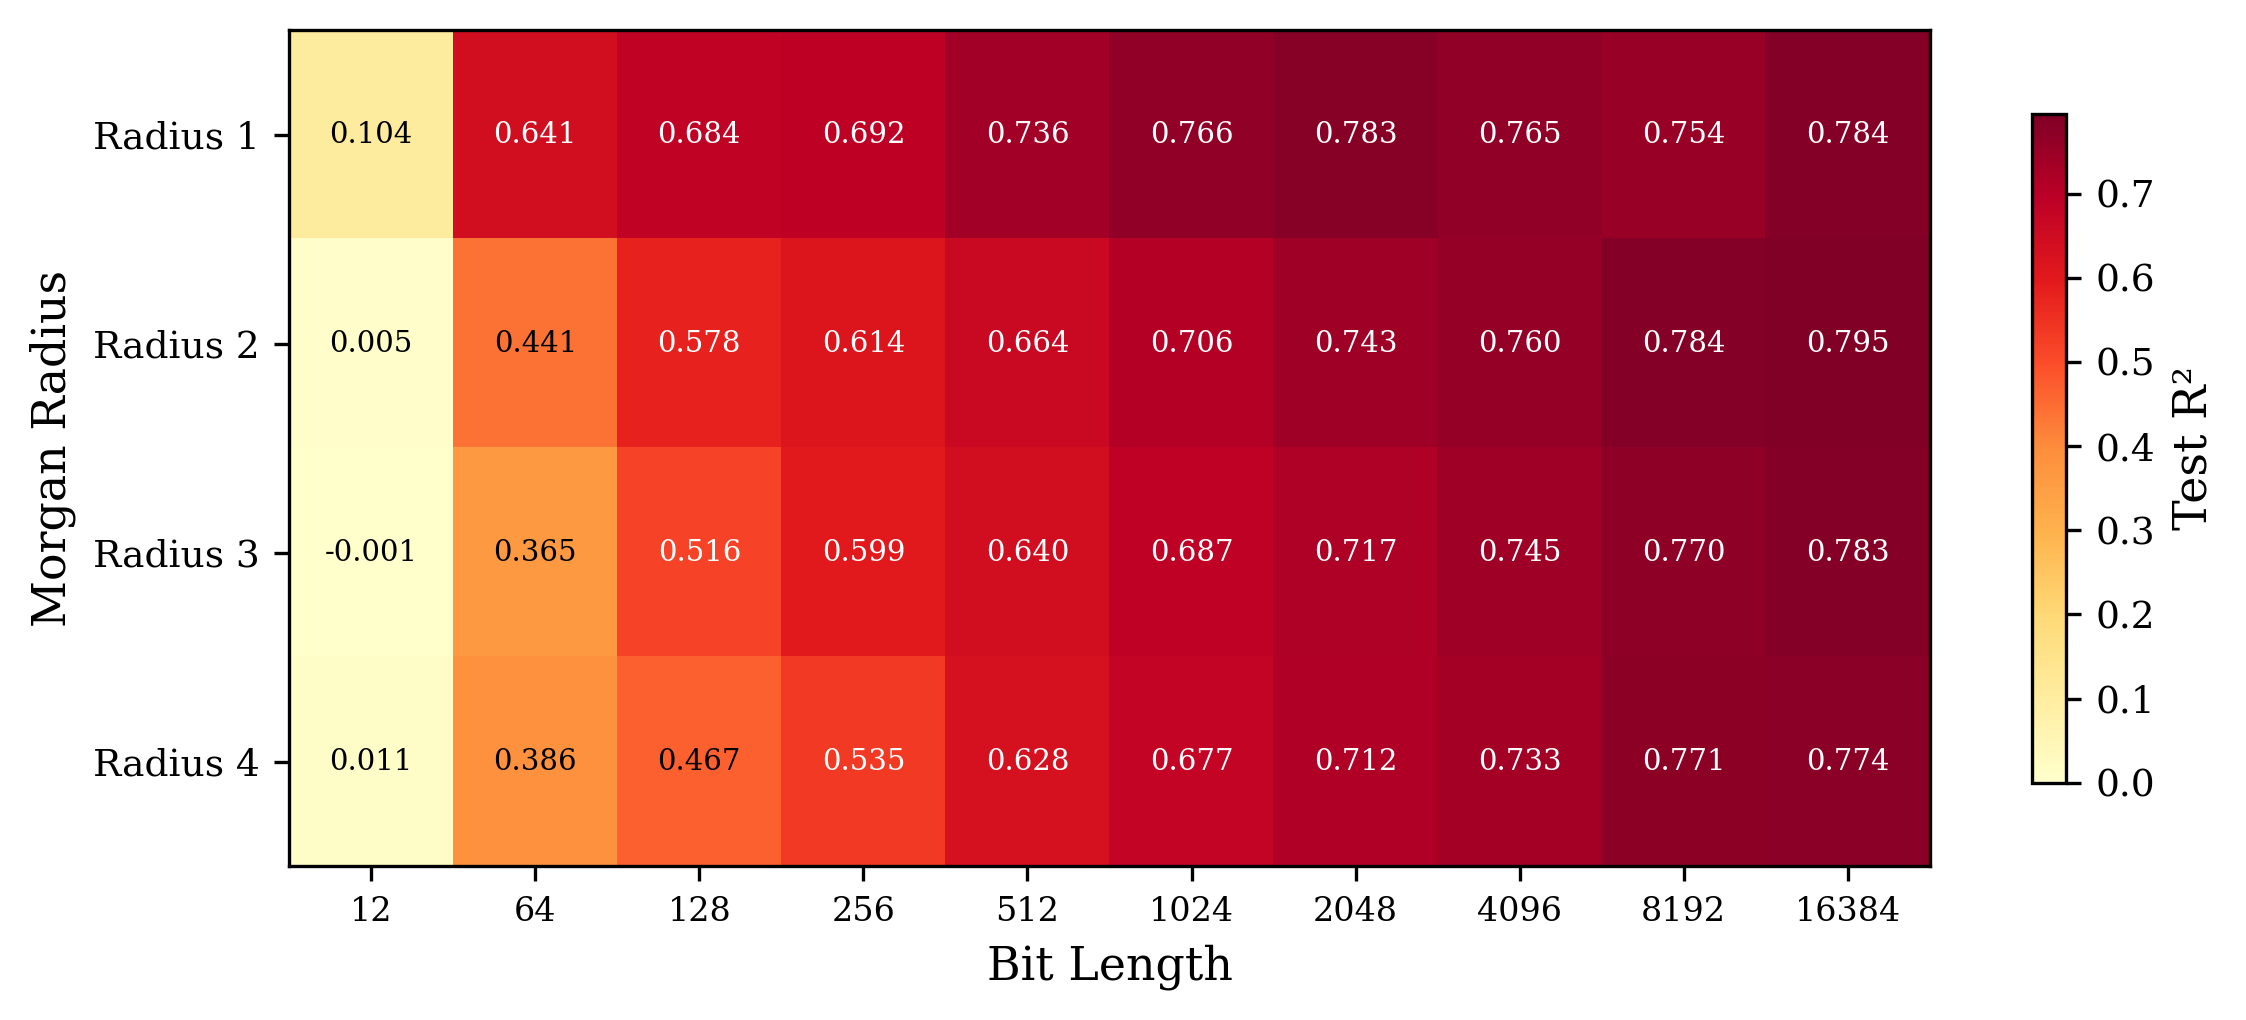 Morgan Radius
Radius 1
0.104 0.641 0.684 0.692 0.736 0.766 0.783 0.765 0.754 0.784
Radius 2
0.005 0.441 0.578 0.614 0.664 0.706 0.743 0.760 0.784 0.795
Radius 3
-0.001 0.365 0.516 0.599 0.640 0.687 0.717 0.745 0.770 0.783
Radius 4
0.011 0.386 0.467 0.535 0.628 0.677 0.712 0.733 0.771 0.774
12 64 128 256 512 1024 2048 4096 8192 16384
Bit Length
0.7
0.6
0.5
0.4
0.3
0.2
0.1
0.0
Test R²